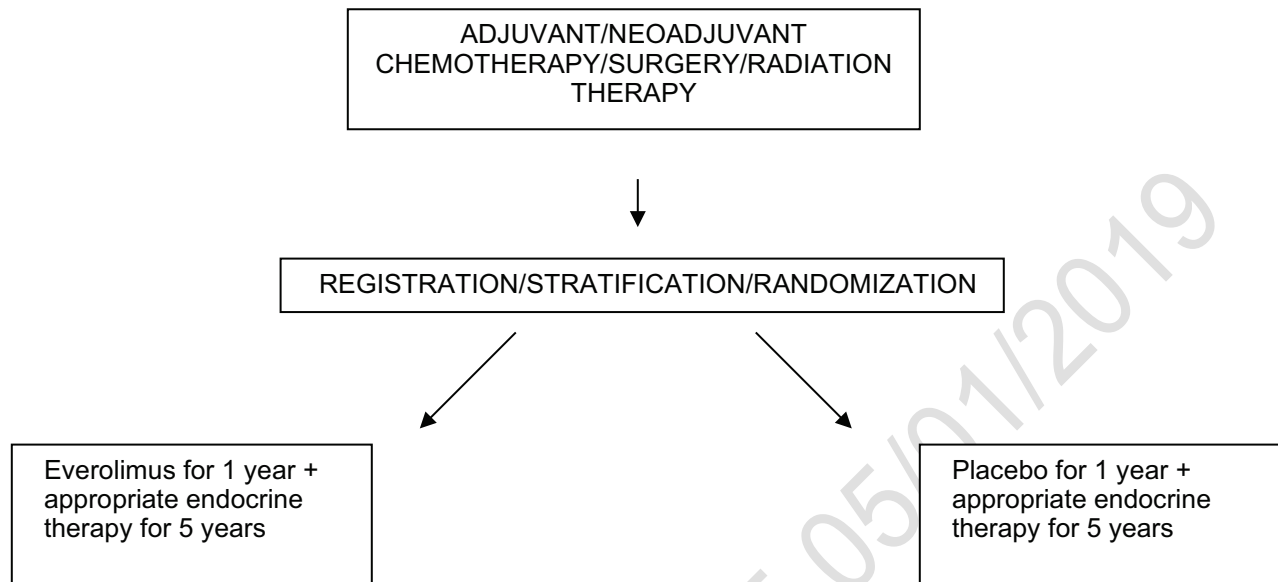 ADJUVANT/NEOADJUVANT
CHEMOTHERAPY/SURGERY/RADIATION
THERAPY
REGISTRATION/STRATIFICATION/RANDOMIZATION
Everolimus for 1 year +
appropriate endocrine
therapy for 5 years
Placebo for 1 year +
appropriate endocrine
therapy for 5 years
05/01/2019